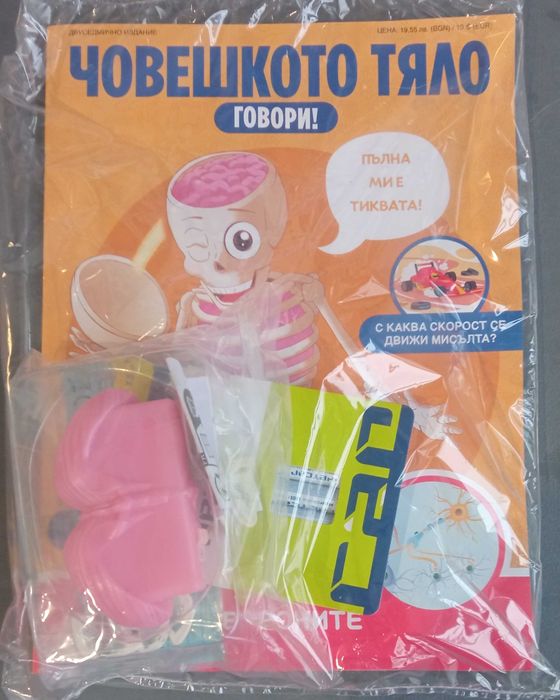 ДВУСЕДМИЧНО ИЗДАНИЕ
ЦЕНА: 19,55 лв. (BGN) / 10 € (EUR)
ЧОВЕШКОТО ТЯЛО
ГОВОРИ!
ПЪЛНА
МИ Е
ТИКВАТА!
С КАКВА СКОРОСТ СЕ
ДВИЖИ МИСЪЛТА?